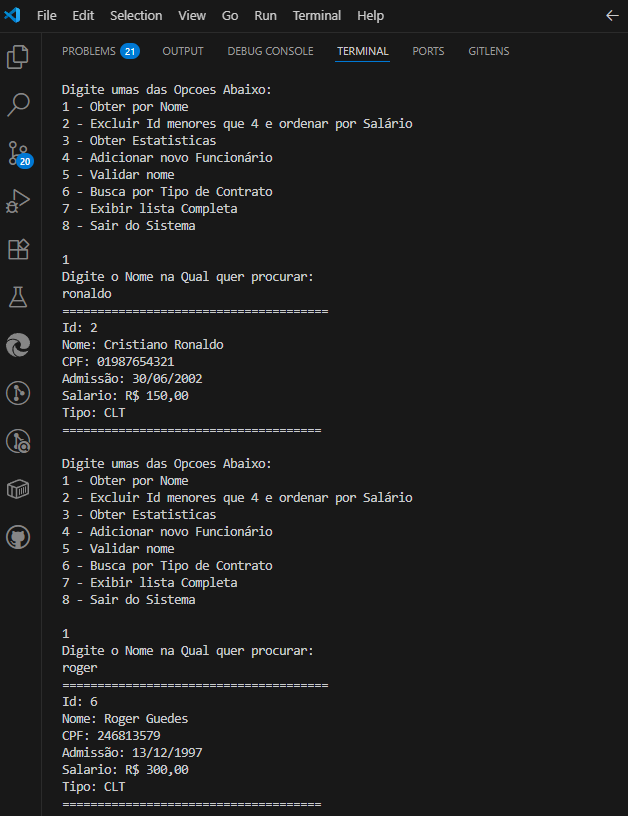 File Edit Selection View Go Run Terminal Help
PROBLEMS 21 OUTPUT DEBUG CONSOLE TERMINAL PORTS GITLENS
20
Digite umas das Opcoes Abaixo:
1 - Obter por Nome
2 - Excluir Id menores que 4 e ordenar por Salário
3 - Obter Estatisticas
4 - Adicionar novo Funcionário
5 - Validar nome
6 - Busca por Tipo de Contrato
7 - Exibir lista Completa
8 - Sair do Sistema
1
Digite o Nome na Qual quer procurar:
ronaldo
======================================
Id: 2
Nome: Cristiano Ronaldo
CPF: 01987654321
Admissão: 30/06/2002
Salario: R$ 150,00
Tipo: CLT
=====================================
Digite umas das Opcoes Abaixo:
1 - Obter por Nome
2 - Excluir Id menores que 4 e ordenar por Salário
3 - Obter Estatisticas
4 - Adicionar novo Funcionário
5 - Validar nome
6 - Busca por Tipo de Contrato
7 - Exibir lista Completa
8 - Sair do Sistema
1
Digite o Nome na Qual quer procurar:
roger
======================================
Id: 6
Nome: Roger Guedes
CPF: 246813579
Admissão: 13/12/1997
Salario: R$ 300,00
Tipo: CLT
=====================================